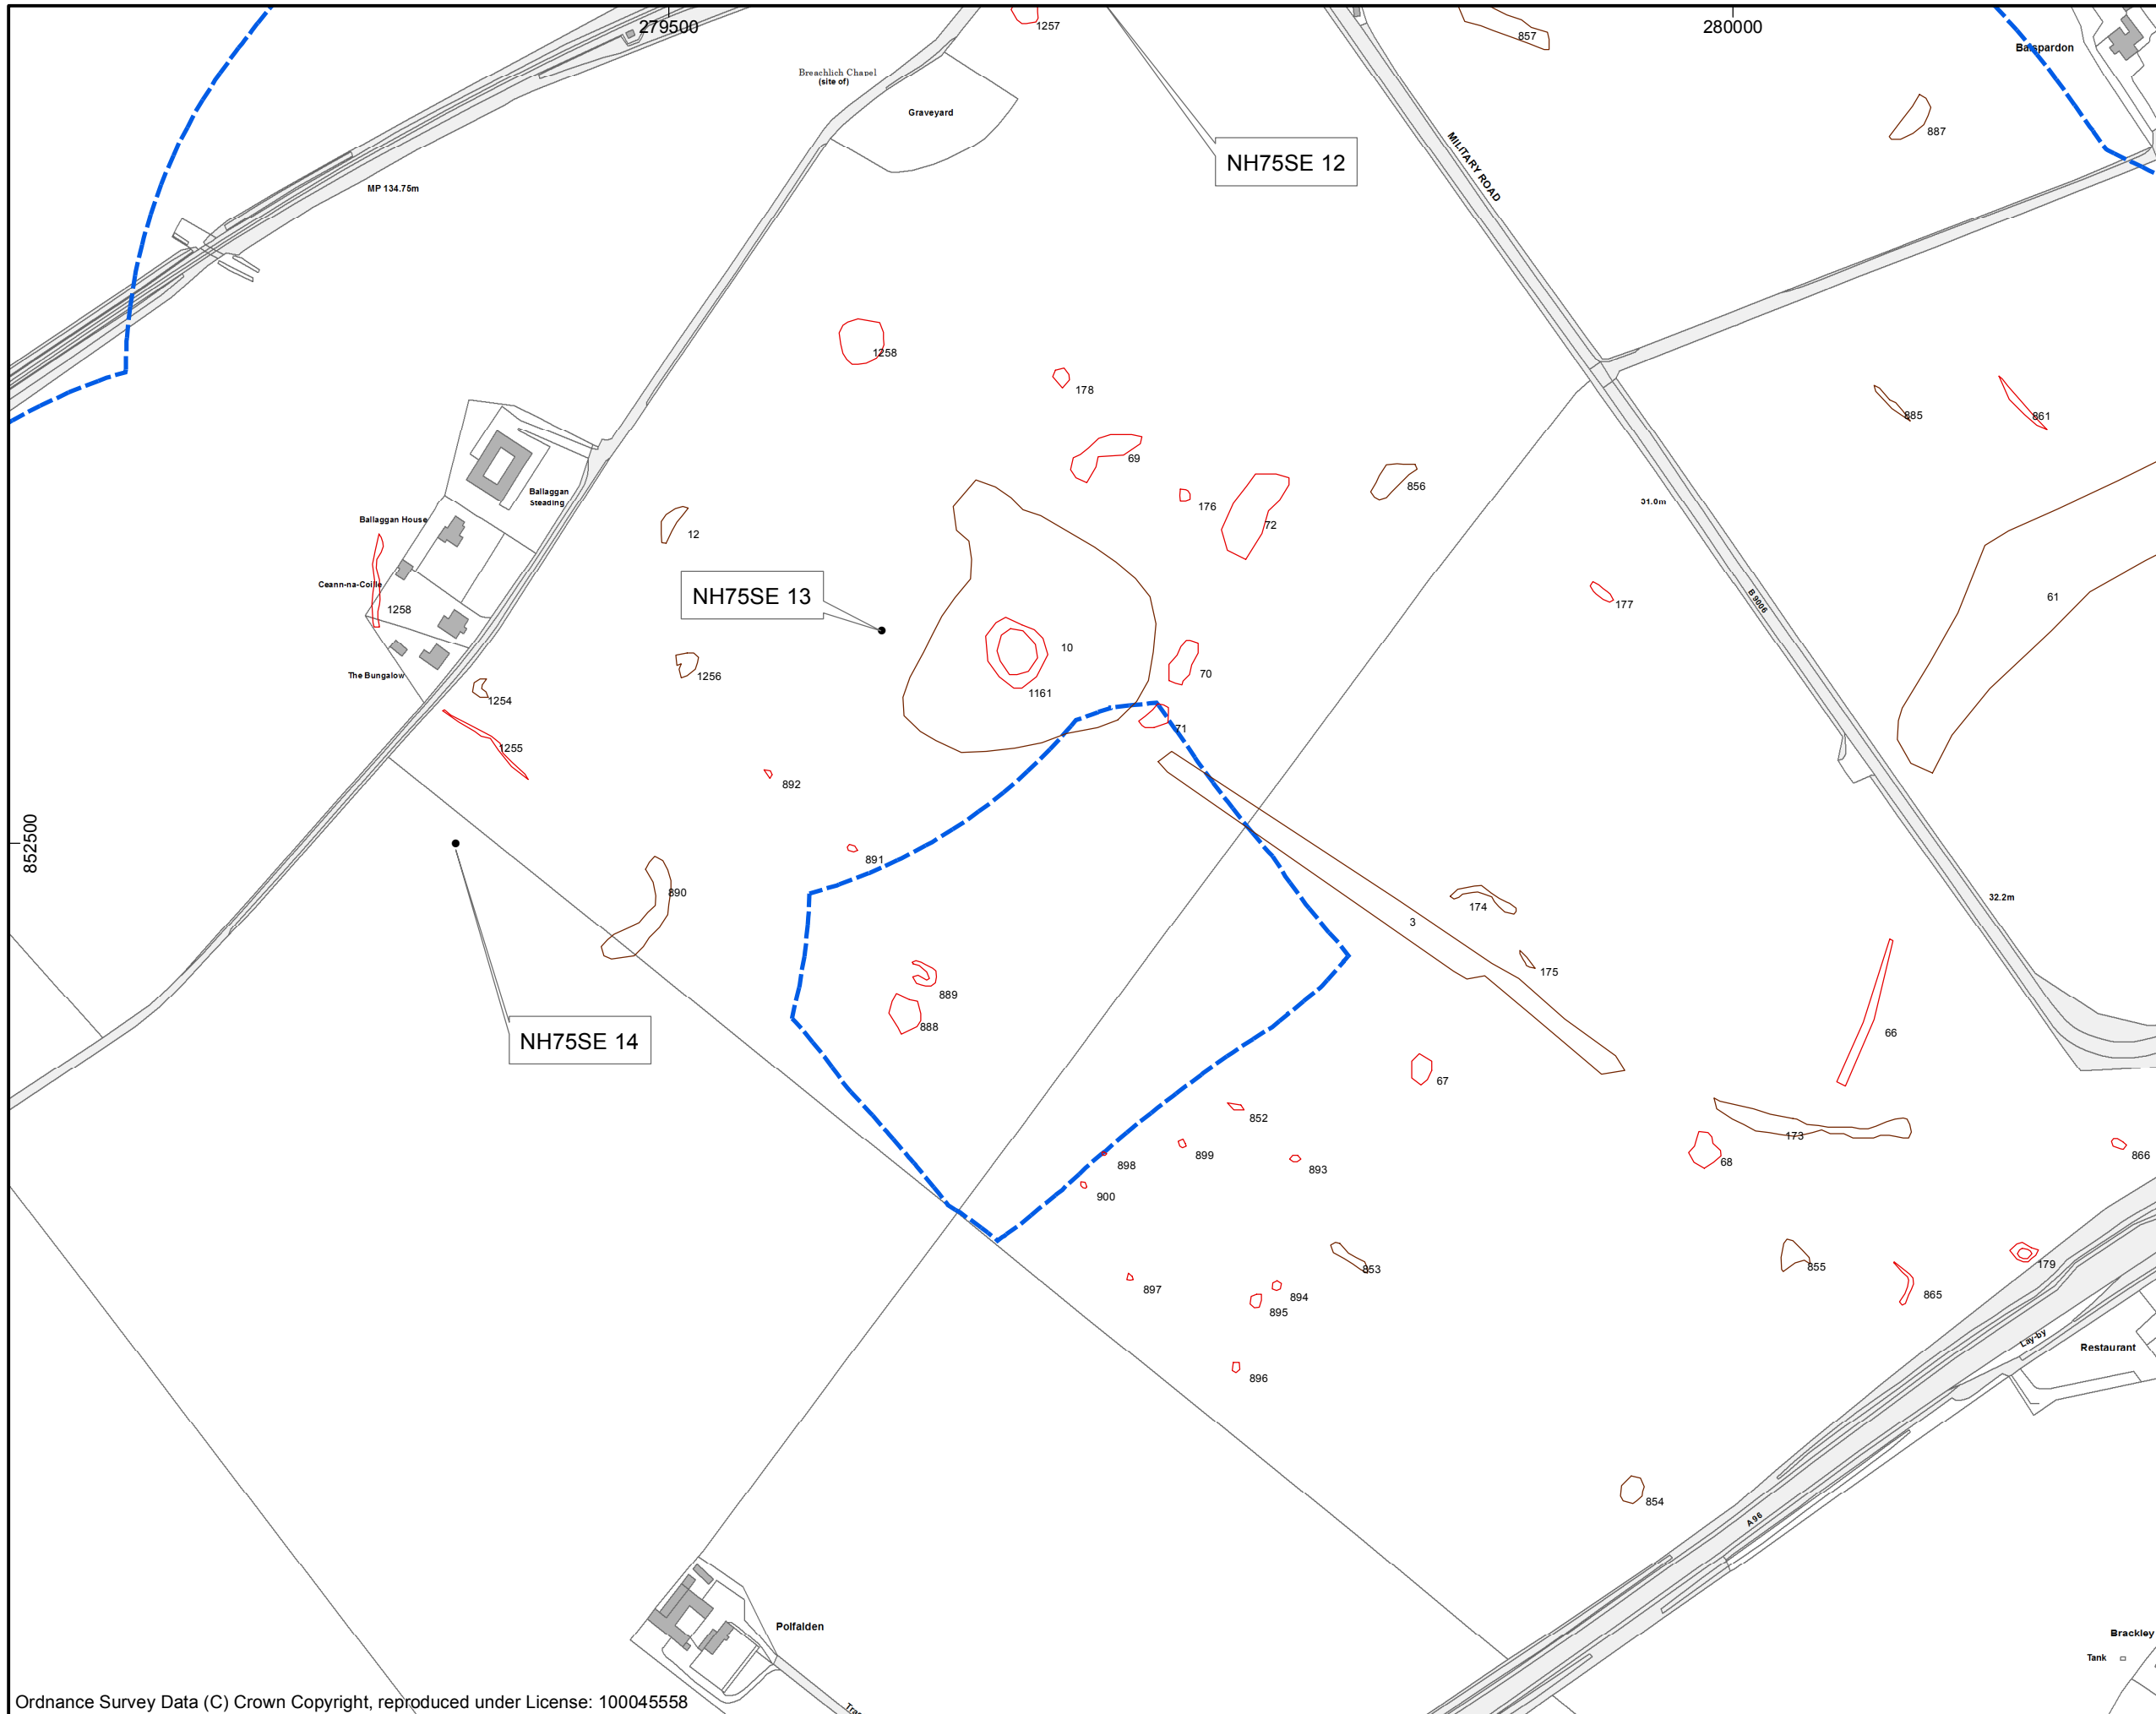 279500
280000
1257
857
Balspardon
Breachlich Chapel
(site of)
Graveyard
887
MILITARY ROAD
NH75SE 12
MP 134.75m
1258
178
885
861
69
856
176
72
31.0m
Ballaggan
Steading
Ballaggan House
12
Ceann-na-Coille
1258
NH75SE 13
177
B 9006
61
10
70
1161
The Bungalow
1256
1254
71
1255
892
852500
891
890
174
3
32.2m
175
889
888
66
NH75SE 14
67
852
173
899
898
893
68
866
900
853
855
179
897
894
895
865
Lay-by
Restaurant
896
854
A 96
Polfalden
Brackley
Tank
Ordnance Survey Data (C) Crown Copyright, reproduced under License: 100045558